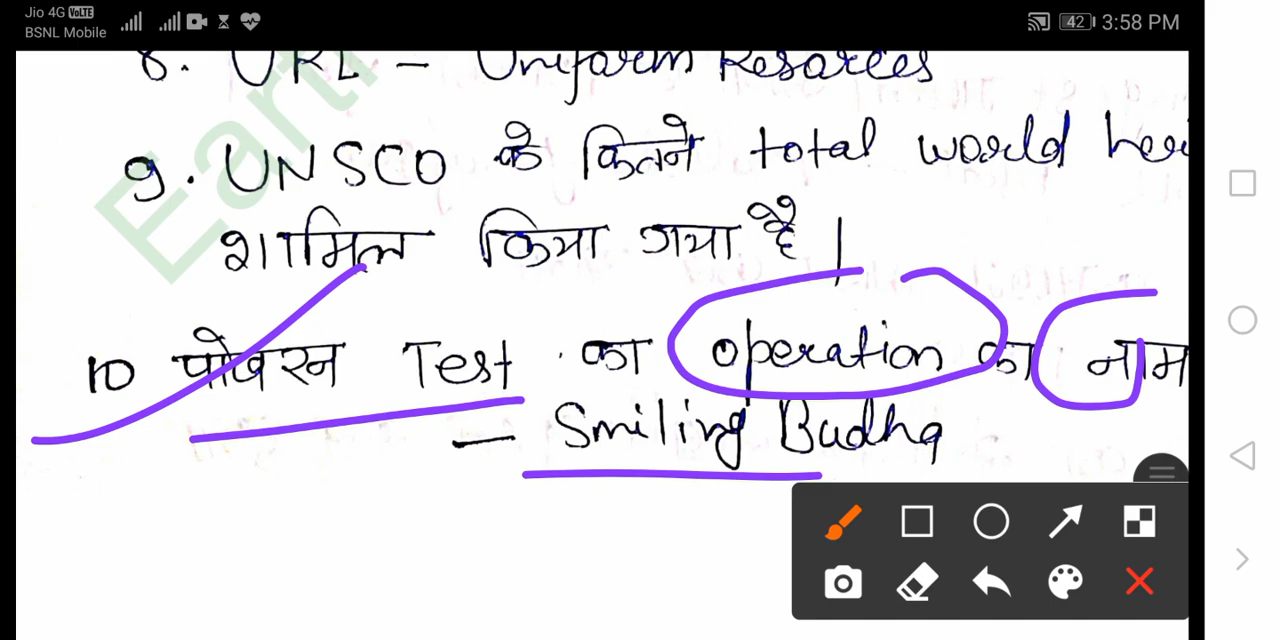 Jio 4G VoLTE
BSNL Mobile
42
3:58 PM
8. URL - Uniform Resources
9. UNSCO के कितने total world heri
शामिल किया गया है |
10 पोखरन Test का operation का नाम
— Smiling Budha
Eart